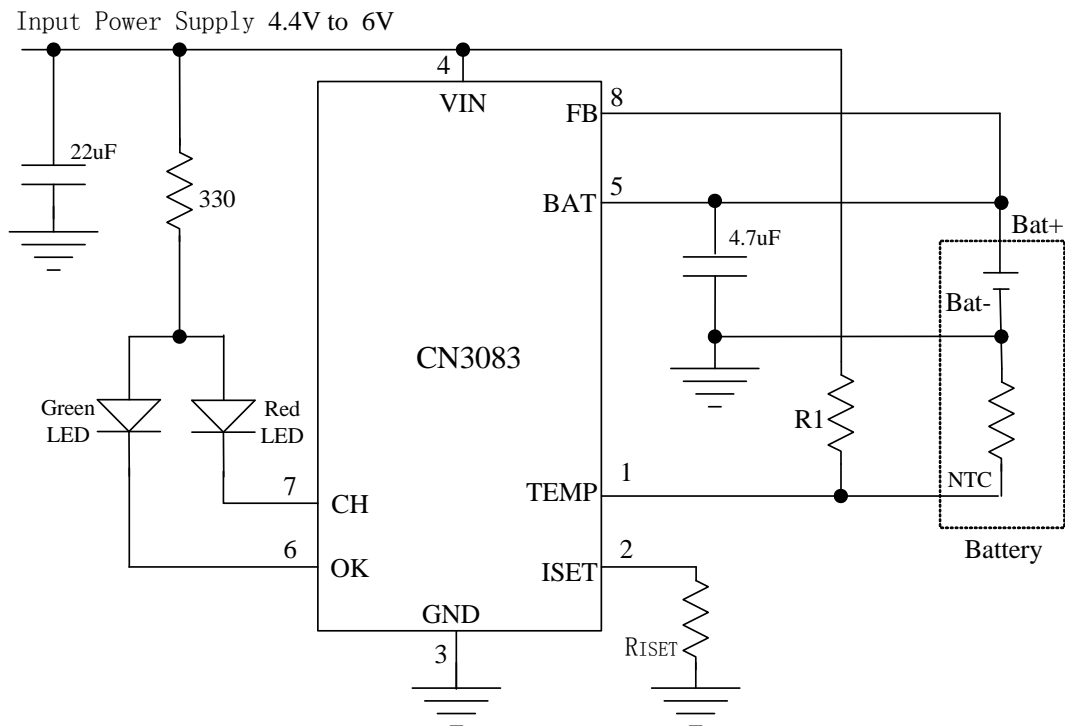 Input Power Supply 4.4V to 6V
4
VIN
8
FB
22uF
330
5
BAT
Bat+
4.7uF
Bat-
CN3083
Green
LED
Red
LED
R1
7
CH
1
TEMP
NTC
6
OK
2
ISET
Battery
GND
3
RISET